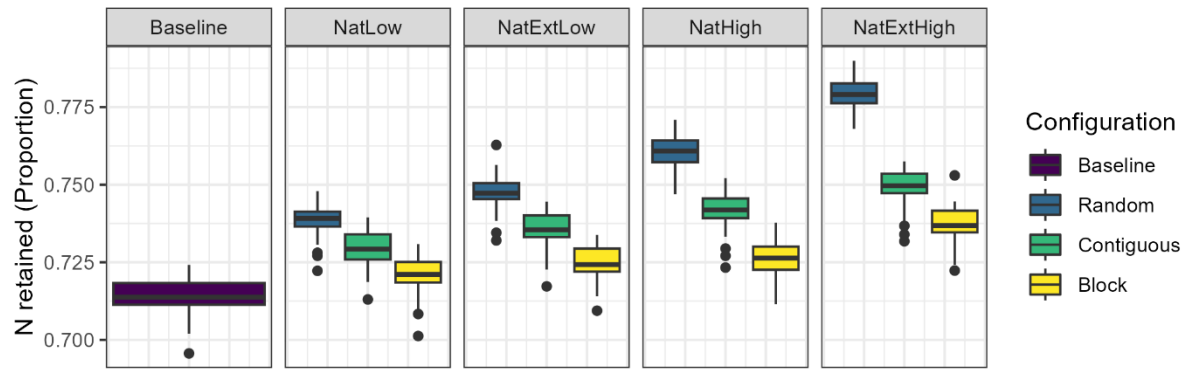 Baseline NatLow NatExtLow NatHigh NatExtHigh
N retained (Proportion)
0.775
0.750
0.725
0.700
Configuration
Baseline
Random
Contiguous
Block